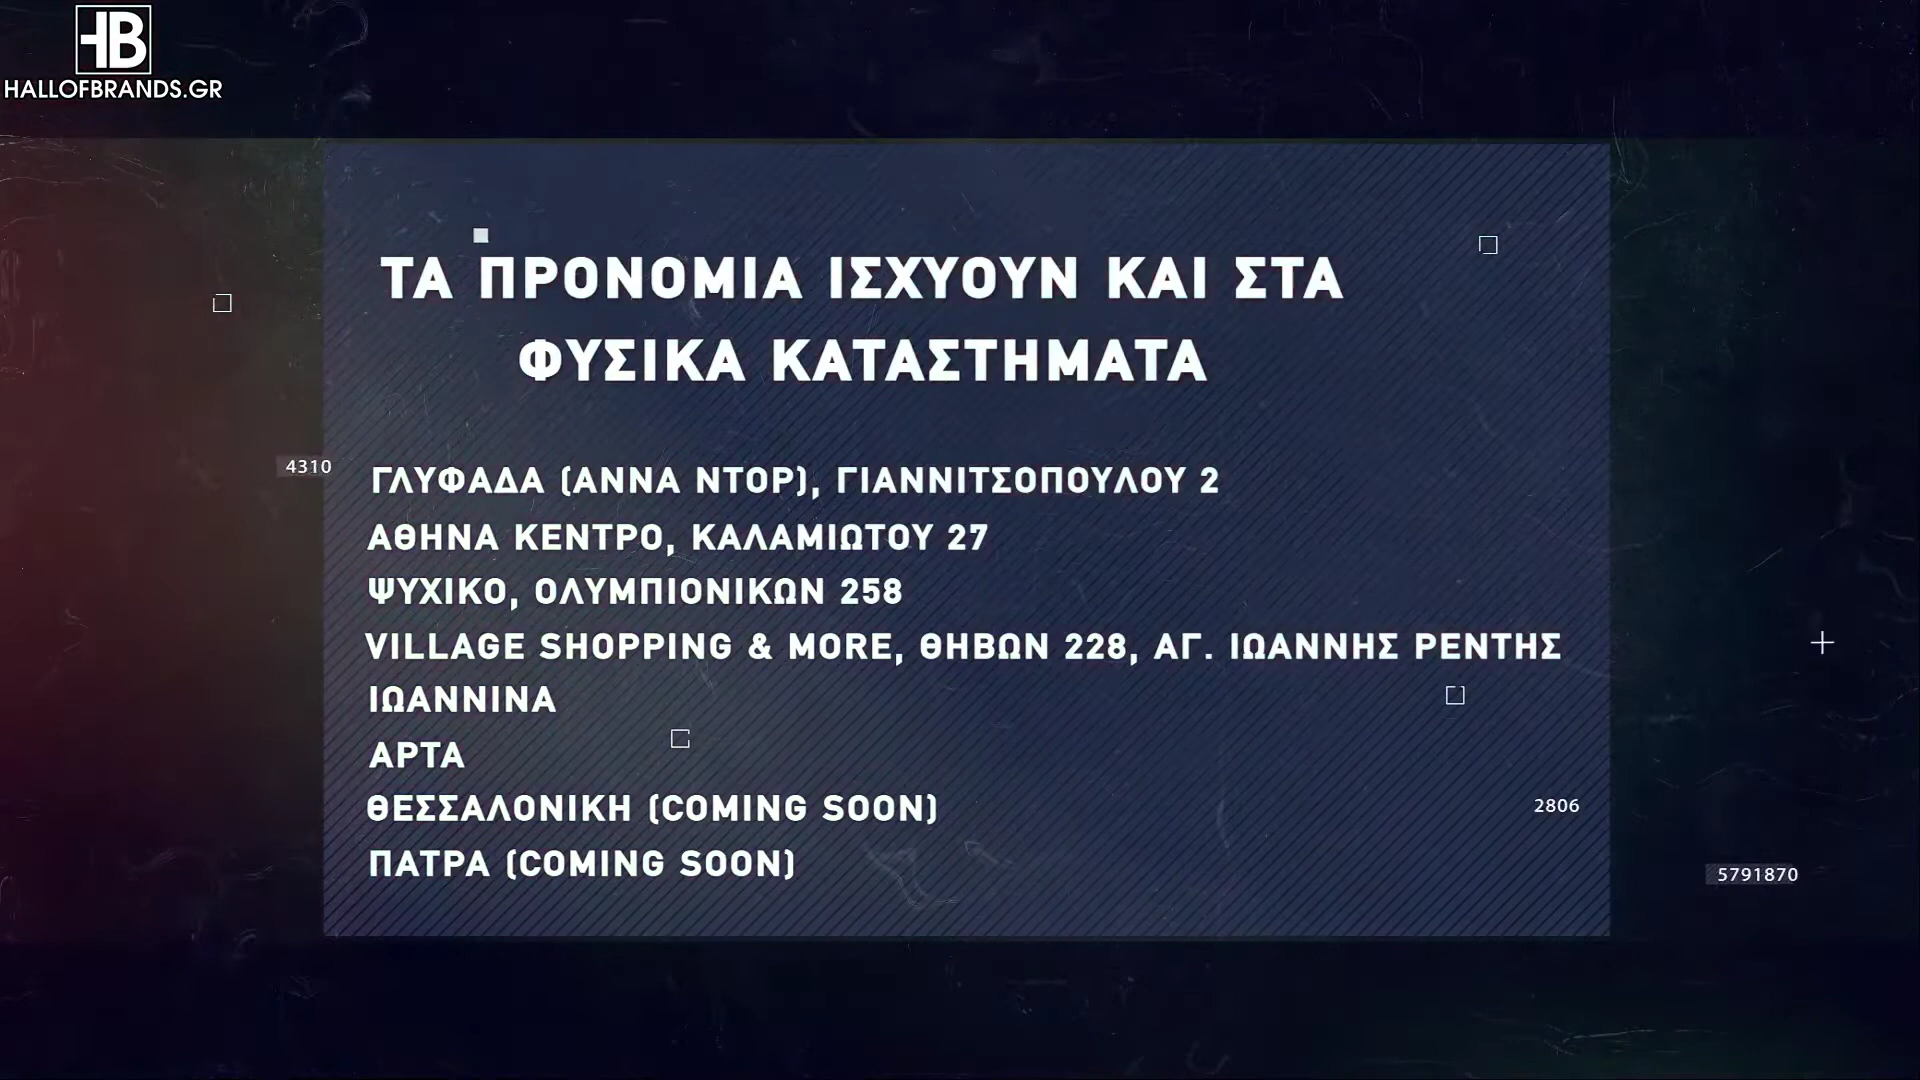 HB
HALLOFBRANDS.GR
ΤΑ ΠΡΟΝΟΜΙΑ ΙΣΧΥΟΥΝ ΚΑΙ ΣΤΑ
ΦΥΣΙΚΑ ΚΑΤΑΣΤΗΜΑΤΑ
4310
ΓΛΥΦΑΔΑ (ΑΝΝΑ ΝΤΟΡ), ΓΙΑΝΝΙΤΣΟΠΟΥΛΟΥ 2
ΑΘΗΝΑ ΚΕΝΤΡΟ, ΚΑΛΑΜΙΩΤΟΥ 27
ΨΥΧΙΚΟ, ΟΛΥΜΠΙΟΝΙΚΩΝ 258
VILLAGE SHOPPING & MORE, ΘΗΒΩΝ 228, ΑΓ. ΙΩΑΝΝΗΣ ΡΕΝΤΗΣ
ΙΩΑΝΝΙΝΑ
ΑΡΤΑ
ΘΕΣΣΑΛΟΝΙΚΗ (COMING SOON)
2806
ΠΑΤΡΑ (COMING SOON)
5791870